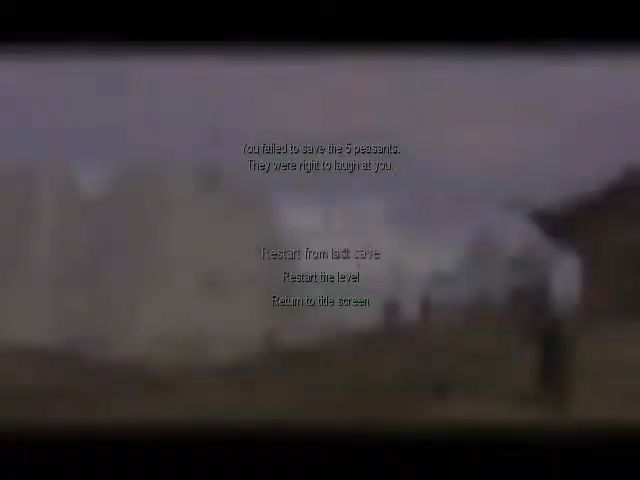 You failed to save the 5 peasants.
They were right to laugh at you.
Restart from last save
Restart the level
Return to title screen